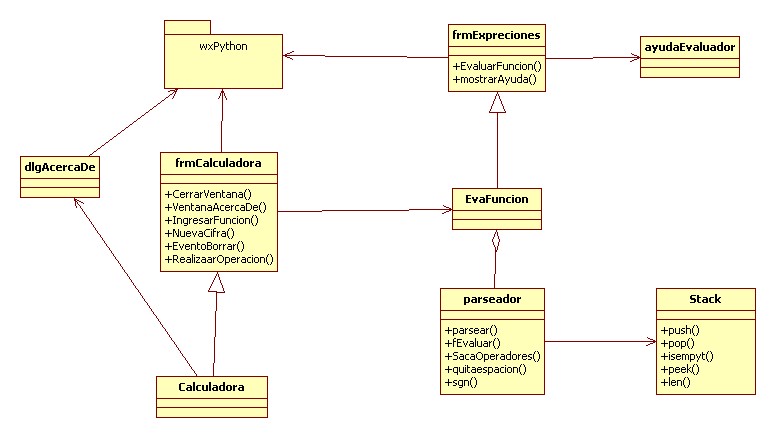 wxPython
frmExpreciones
+EvaluarFuncion()
+mostrarAyuda()
ayudaEvaluador
dlgAcercaDe
frmCalculadora
+CerrarVentana()
+VentanaAcercaDe()
+IngresarFuncion()
+NuevaCifra()
+EventoBorrar()
+RealizaarOperacion()
EvaFuncion
parseador
+parsear()
+fEvaluar()
+SacaOperadores()
+quitaespacion()
+sgn()
Stack
+push()
+pop()
+isempyt()
+peek()
+len()
Calculadora